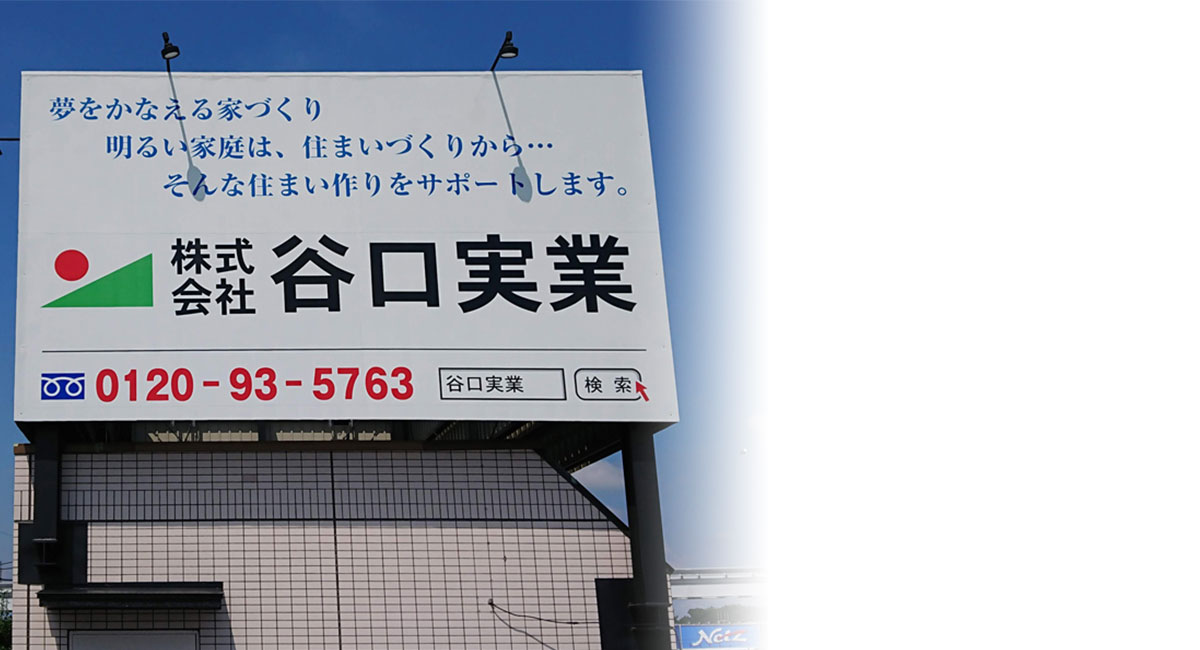 夢をかなえる家づくり
明るい家庭は、住まいづくりから…
そんな住まい作りをサポートします。
株式会社 谷口実業
0120-93-5763 谷口実業 検索